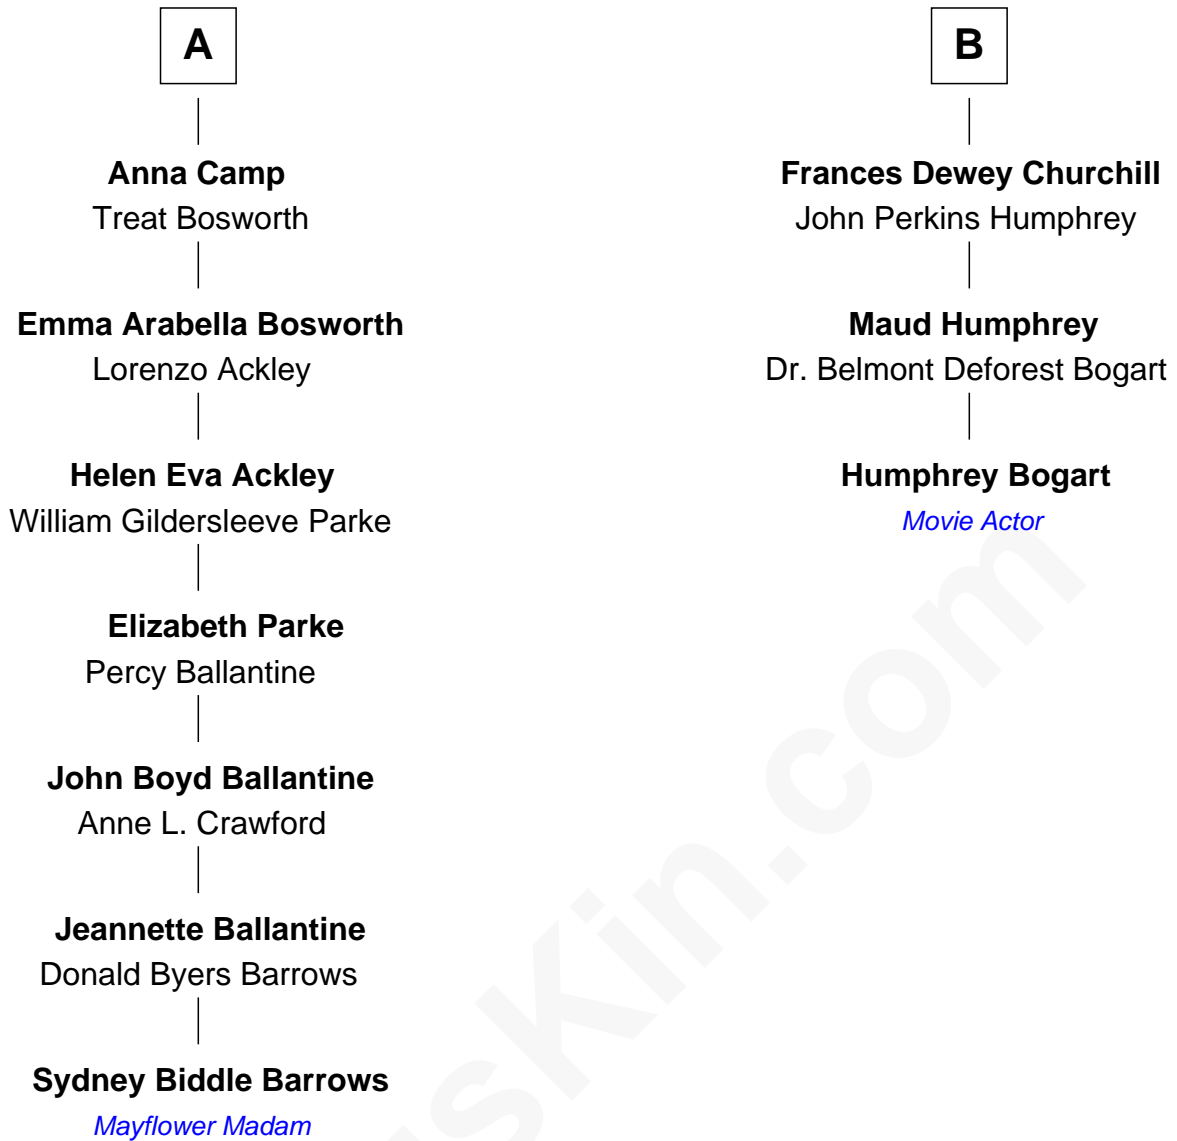 A
Anna Camp
Treat Bosworth
Emma Arabella Bosworth
Lorenzo Ackley
Helen Eva Ackley
William Gildersleeve Parke
Elizabeth Parke
Percy Ballantine
John Boyd Ballantine
Anne L. Crawford
Jeannette Ballantine
Donald Byers Barrows
Sydney Biddle Barrows
Mayflower Madam
B
Frances Dewey Churchill
John Perkins Humphrey
Maud Humphrey
Dr. Belmont Deforest Bogart
Humphrey Bogart
Movie Actor